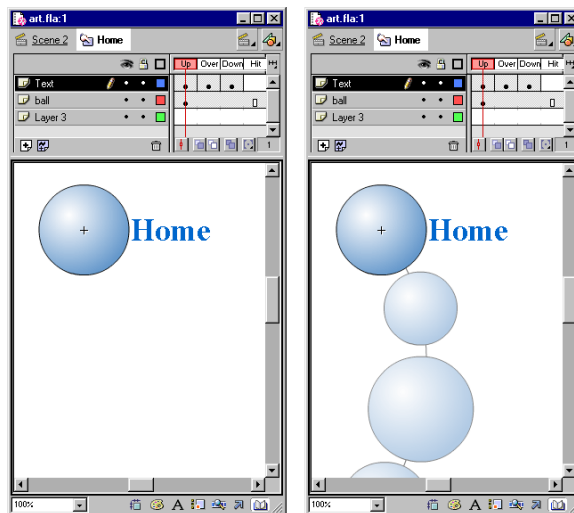 art.fla:1
Scene 2 Home
Up Over Down Hit
Text
ball
Layer 3
1
Home
100%
A
art.fla:1
Scene 2 Home
Up Over Down Hit
Text
ball
Layer 3
1
Home
100%
A